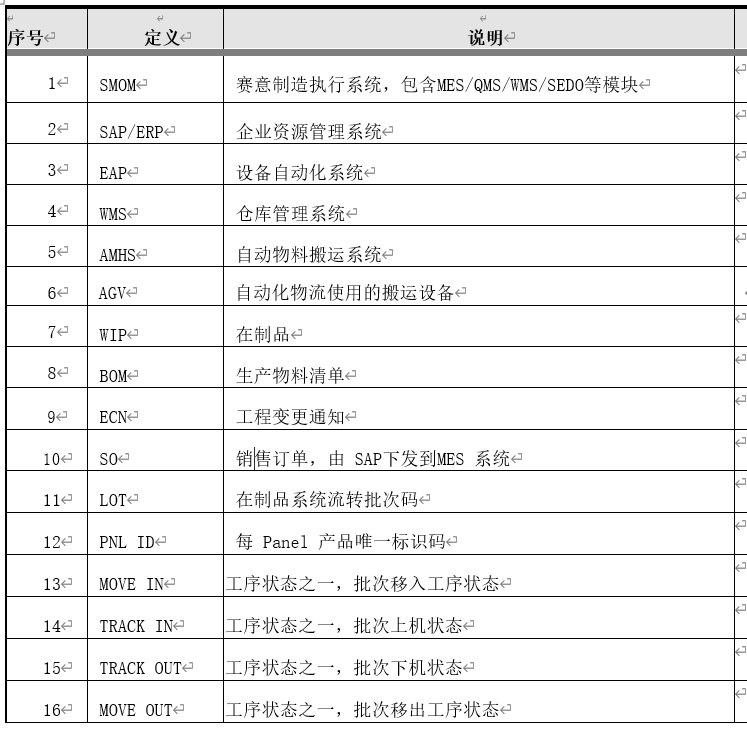 序号 定义 说明
1 SMOM 赛意制造执行系统，包含MES/QMS/WMS/SEDO等模块
2 SAP/ERP 企业资源管理系统
3 EAP 设备自动化系统
4 WMS 仓库管理系统
5 AMHS 自动物料搬运系统
6 AGV 自动化物流使用的搬运设备
7 WIP 在制品
8 BOM 生产物料清单
9 ECN 工程变更通知
10 SO 销售订单，由 SAP下发到MES 系统
11 LOT 在制品系统流转批次码
12 PNL ID 每 Panel 产品唯一标识码
13 MOVE IN 工序状态之一，批次移入工序状态
14 TRACK IN 工序状态之一，批次上机状态
15 TRACK OUT 工序状态之一，批次下机状态
16 MOVE OUT 工序状态之一，批次移出工序状态